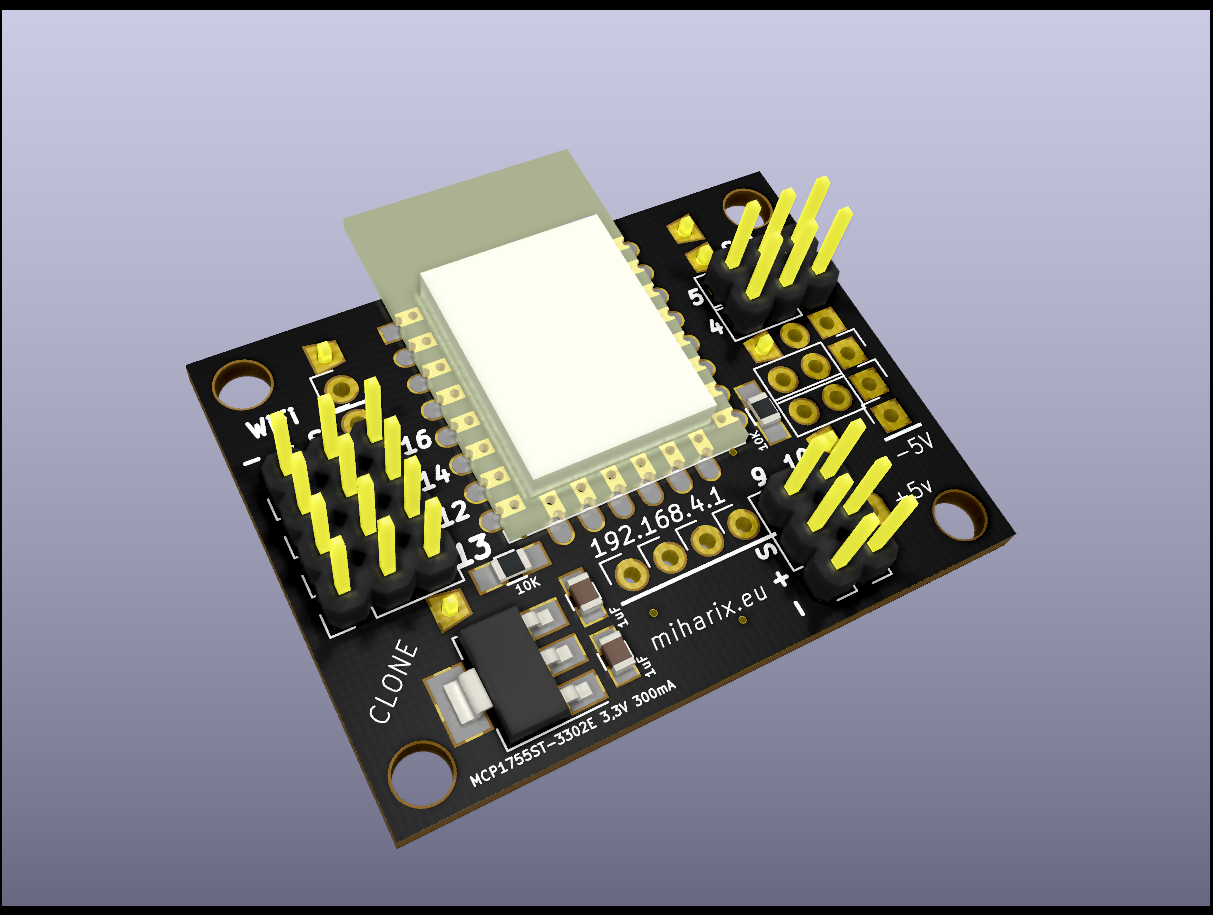 WiFi
-
16
14
12
13
5
4
10K
10K
9
10
-5V
+5v
192.168.4.1
S + -
1uF
1uF
miharix.eu
CLONE
MCP1755ST-3302E 3.3V 300mA